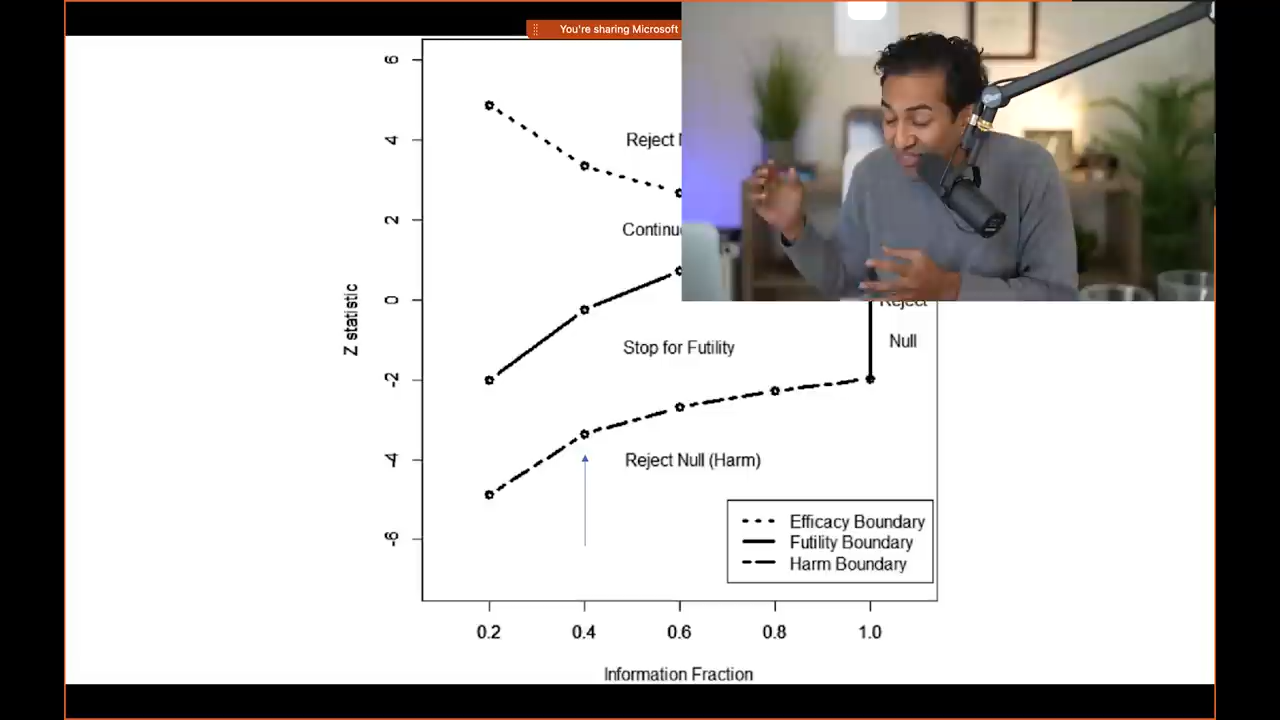 You're sharing Microsoft
6
4
2
0
-2
-4
-6
Z statistic
Reject
Stop for Futility
Reject
Null
Reject Null (Harm)
Efficacy Boundary
Futility Boundary
Harm Boundary
0.2
0.4
0.6
0.8
1.0
Information Fraction